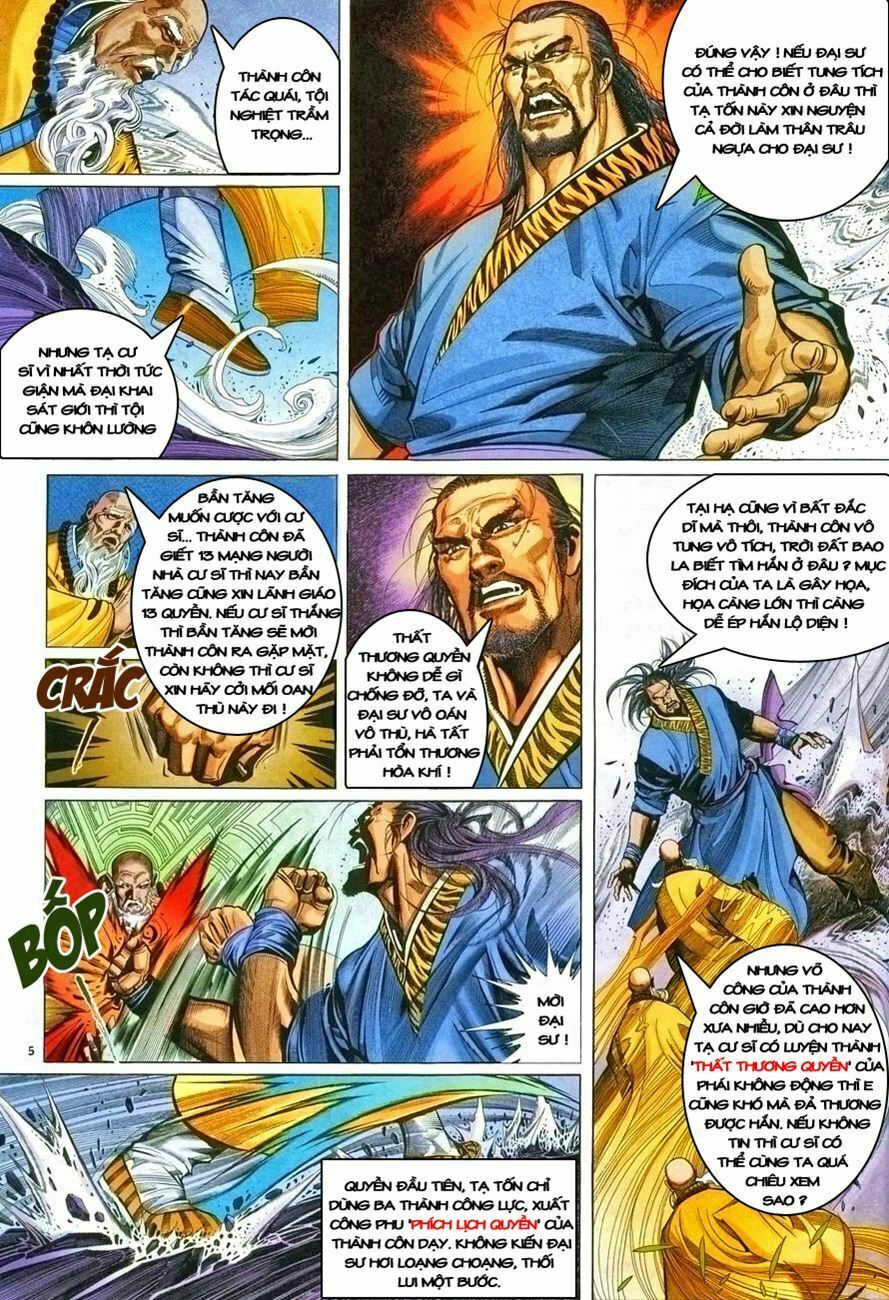 THÀNH CÔN
TÁC QUÁI, TỘI
NGHIỆT TRẦM
TRỌNG...
ĐÚNG VẬY ! NẾU ĐẠI SƯ
CÓ THỂ CHO BIẾT TUNG TÍCH
CỦA THÀNH CÔN Ở ĐÂU THÌ
TẠ TỐN NÀY XIN NGUYỆN
CẢ ĐỜI LÀM THÂN TRÂU
NGỰA CHO ĐẠI SƯ !
NHƯNG TẠ CƯ
SĨ VÌ NHẤT THỜI TỨC
GIẬN MÀ ĐẠI KHAI
SÁT GIỚI THÌ TỘI
CŨNG KHÔN LƯỜNG
BẦN TĂNG
MUỐN CƯỢC VỚI CƯ
SĨ... THÀNH CÔN ĐÃ
GIẾT 13 MẠNG NGƯỜI
NHÀ CƯ SĨ THÌ NAY BẦN
TĂNG CŨNG XIN LÃNH GIÁO
13 QUYỀN. NẾU CƯ SĨ THẮNG
THÌ BẦN TĂNG SẼ MỜI
THÀNH CÔN RA GẶP MẶT,
CÒN KHÔNG THÌ CƯ SĨ
XIN HÃY CỞI MỐI OAN
THÙ NÀY ĐI !
CRẮC
THẤT
THƯƠNG QUYỀN
KHÔNG DỄ GÌ
CHỐNG ĐỠ, TA VÀ
ĐẠI SƯ VÔ OÁN
VÔ THÙ, HÀ TẤT
PHẢI TỔN THƯƠNG
HÒA KHÍ !
TẠI HẠ CŨNG VÌ BẤT ĐẮC
DĨ MÀ THÔI, THÀNH CÔN VÔ
TUNG VÔ TÍCH, TRỜI ĐẤT BAO
LA BIẾT TÌM HẮN Ở ĐÂU ? MỤC
ĐÍCH CỦA TA LÀ GÂY HỌA,
HỌA CÀNG LỚN THÌ CÀNG
DỄ ÉP HẮN LỘ DIỆN !
BỐP
MỜI
ĐẠI
SƯ !
NHƯNG VÕ
CÔNG CỦA THÀNH
CÔN GIỜ ĐÃ CAO HƠN
XƯA NHIỀU, DÙ CHO NAY
TẠ CƯ SĨ CÓ LUYỆN THÀNH
'THẤT THƯƠNG QUYỀN' CỦA
PHÁI KHÔNG ĐỘNG THÌ E
CŨNG KHÓ MÀ ĐẢ THƯƠNG
ĐƯỢC HẮN. NẾU KHÔNG
TIN THÌ CƯ SĨ CÓ
THỂ CÙNG TA QUÁ
CHIÊU XEM
SAO ?
5
QUYỀN ĐẦU TIÊN, TẠ TỐN CHỈ
DÙNG BA THÀNH CÔNG LỰC, XUẤT
CÔNG PHU 'PHÍCH LỊCH QUYỀN' CỦA
THÀNH CÔN DẠY. KHÔNG KIẾN ĐẠI
SƯ HƠI LOẠNG CHOẠNG, THỐI
LUI MỘT BƯỚC.